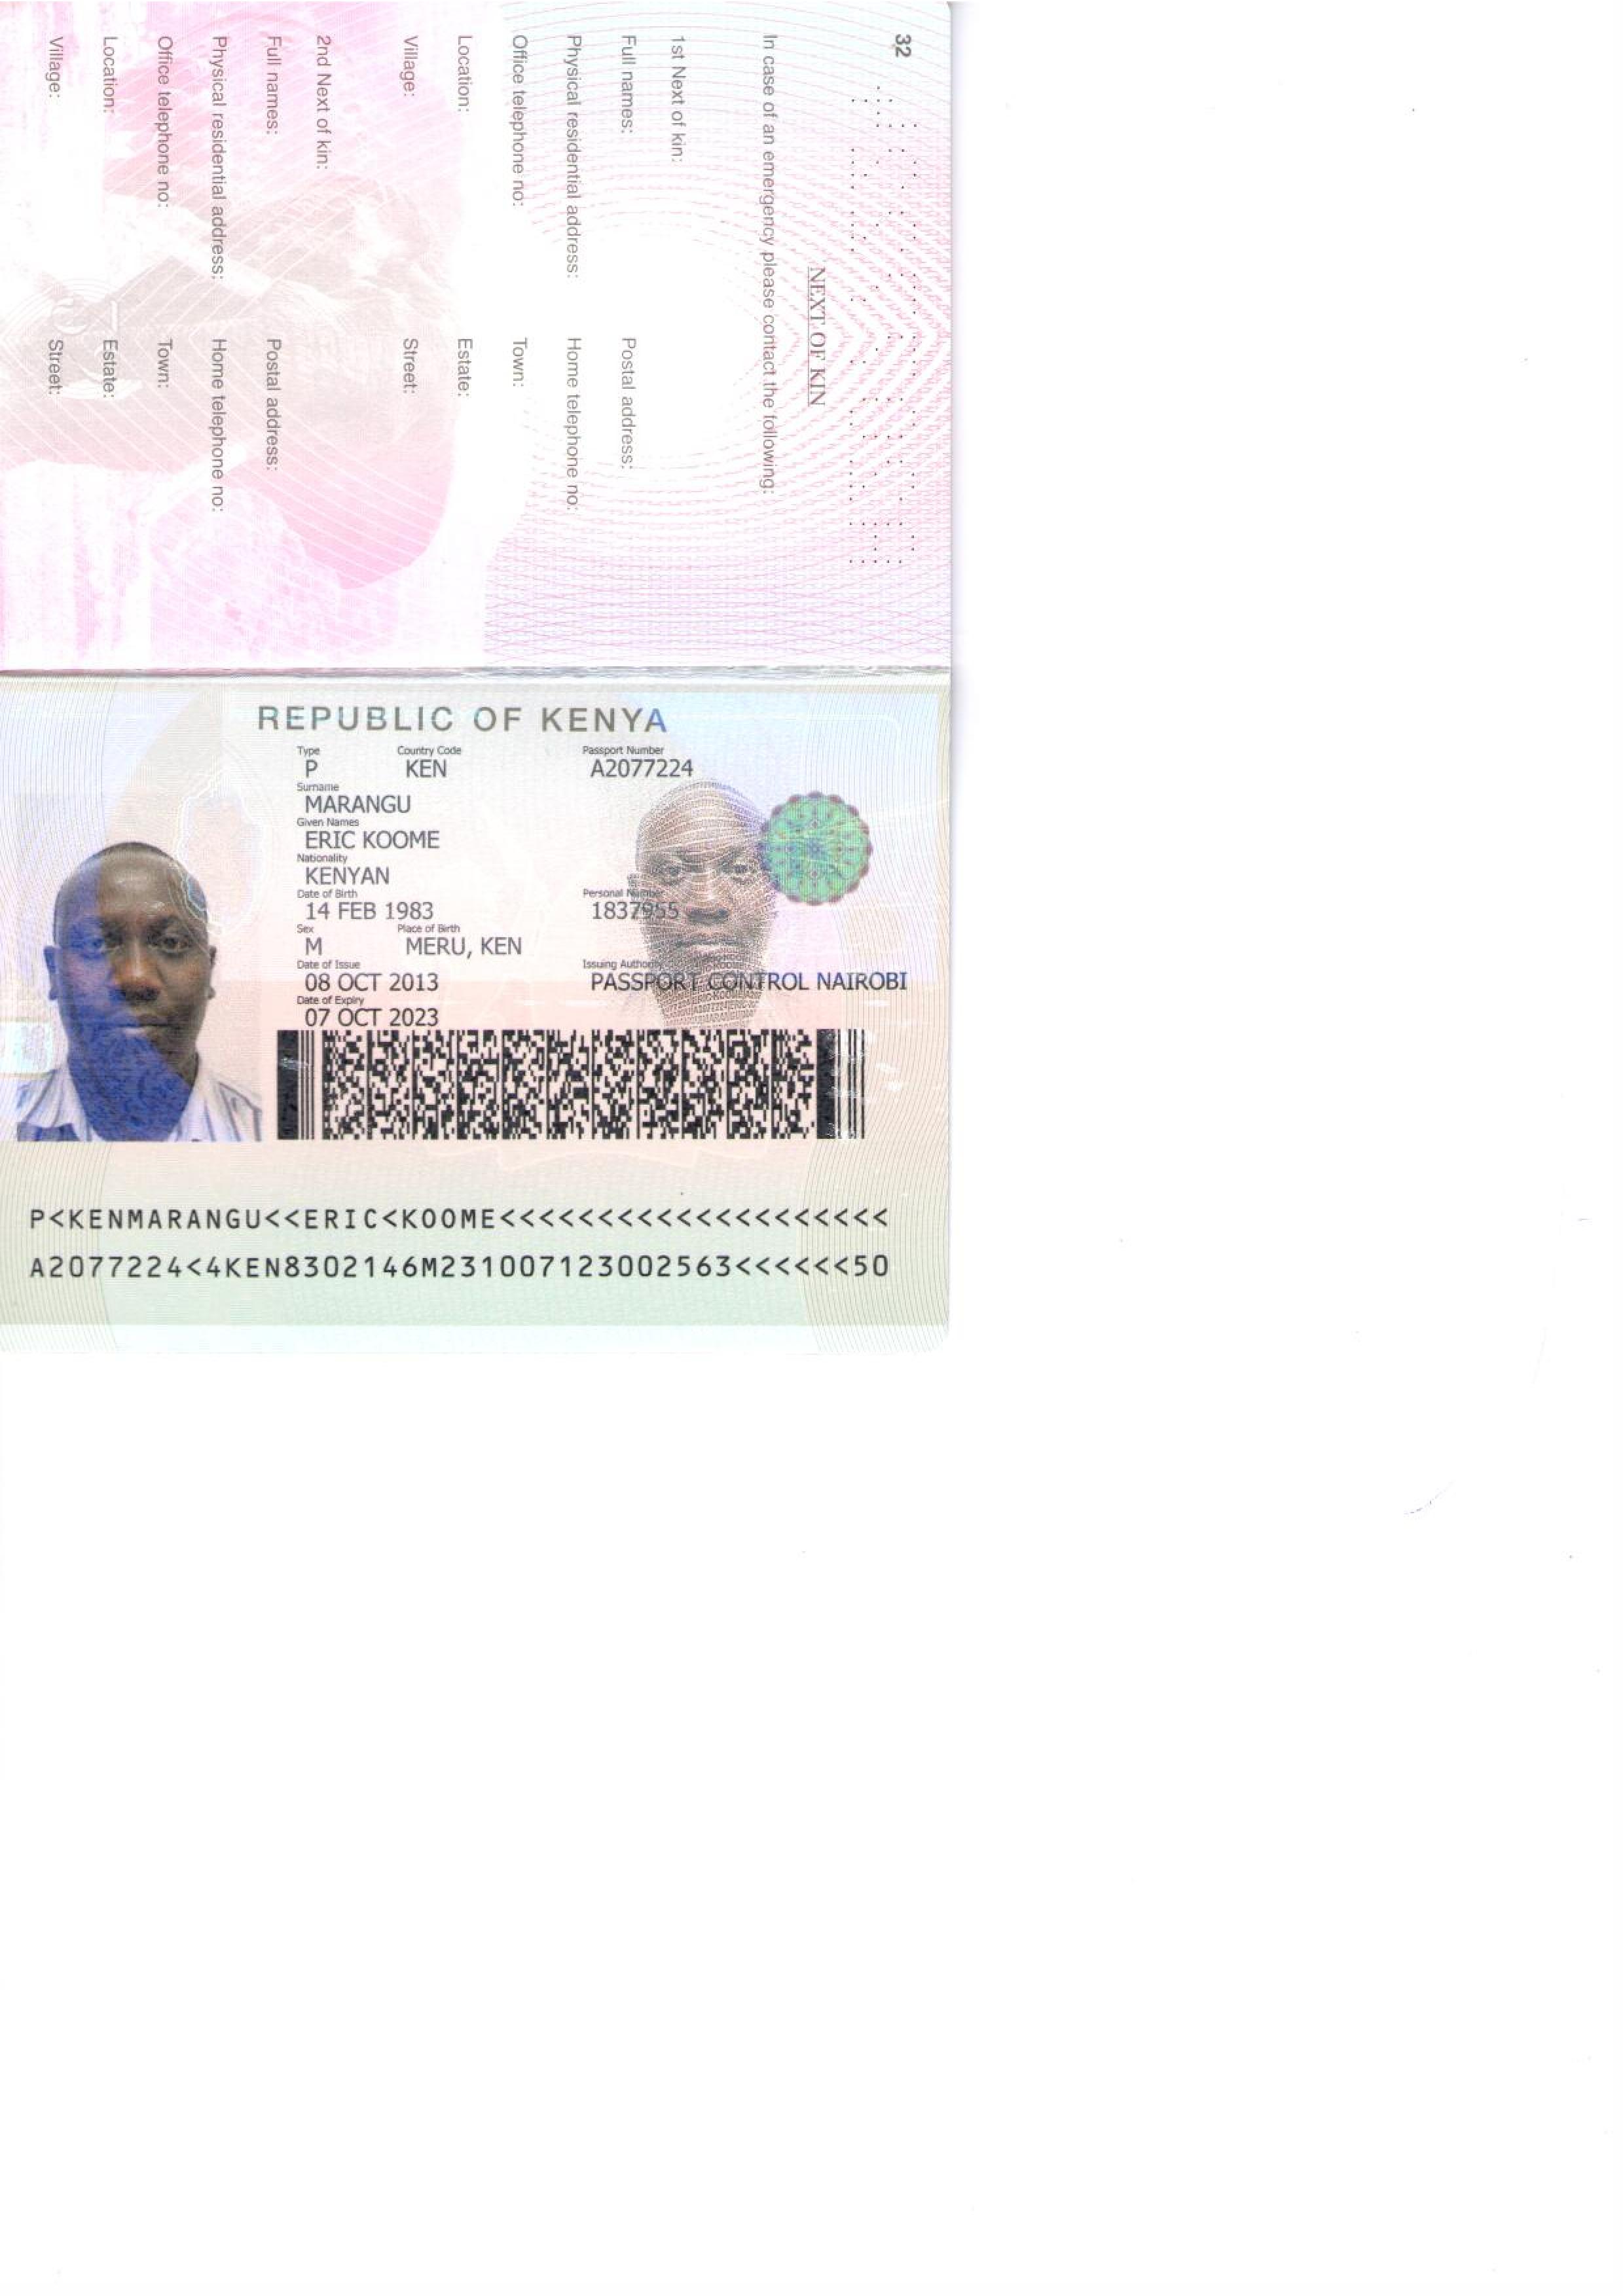 32
NEXT OF KIN
In case of an emergency please contact the following:
1st Next of kin:
Full names: Postal address:
Physical residential address: Home telephone no:
Office telephone no: Town:
Location: Estate:
Village: Street:
2nd Next of kin:
Full names: Postal address:
Physical residential address: Home telephone no:
Office telephone no: Town:
Location: Estate:
Village: Street:
REPUBLIC OF KENYA
Type Country Code Passport Number
P KEN A2077224
Surname
MARANGU
Given Names
ERIC KOOME
Nationality
KENYAN
Date of Birth Personal Number
14 FEB 1983 1837955
Sex Place of Birth
M MERU, KEN
Date of Issue Issuing Authority
08 OCT 2013 PASSPORT CONTROL NAIROBI
Date of Expiry
07 OCT 2023
P<KENMARANGU<<ERIC<KOOME<<<<<<<<<<<<<<<<<<<<
A2077224<4KEN8302146M231007123002563<<<<<<50